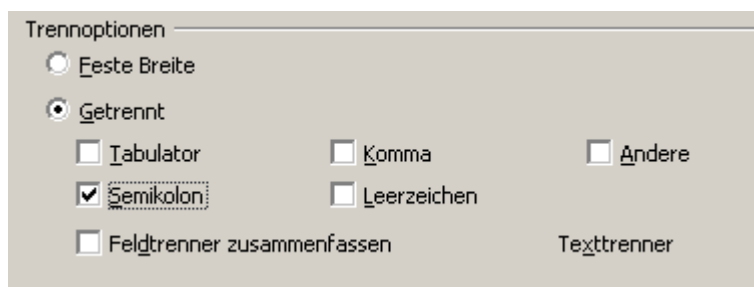 Trennoptionen
Feste Breite
Getrennt
Tabulator Komma Andere
Semikolon Leerzeichen
Feldtrenner zusammenfassen Texttrenner